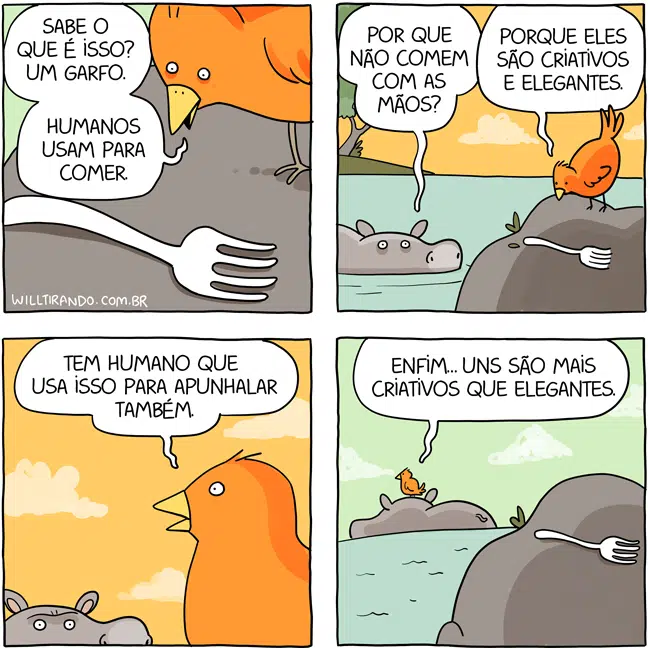 SABE O
QUE É ISSO?
UM GARFO.
HUMANOS
USAM PARA
COMER.
WILLTIRANDO.COM.BR
POR QUE
NÃO COMEM
COM AS
MÃOS?
PORQUE ELES
SÃO CRIATIVOS
E ELEGANTES.
TEM HUMANO QUE
USA ISSO PARA APUNHALAR
TAMBÉM.
ENFIM... UNS SÃO MAIS
CRIATIVOS QUE ELEGANTES.